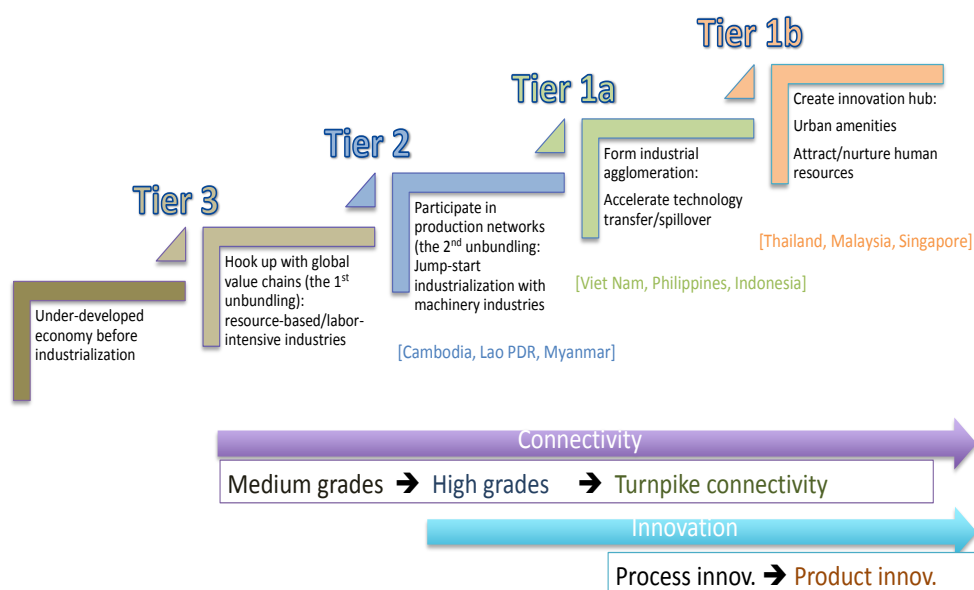 Tier 1b
Create innovation hub:
Urban amenities
Attract/nurture human
resources
[Thailand, Malaysia, Singapore]
Tier 1a
Form industrial
agglomeration:
Accelerate technology
transfer/spillover
[Viet Nam, Philippines, Indonesia]
Tier 2
Participate in
production networks
(the 2nd unbundling:
Jump-start
industrialization with
machinery industries
[Cambodia, Lao PDR, Myanmar]
Tier 3
Hook up with global
value chains (the 1st
unbundling):
resource-based/labor-
intensive industries
Under-developed
economy before
industrialization
Connectivity
Medium grades ➔ High grades ➔ Turnpike connectivity
Innovation
Process innov. ➔ Product innov.